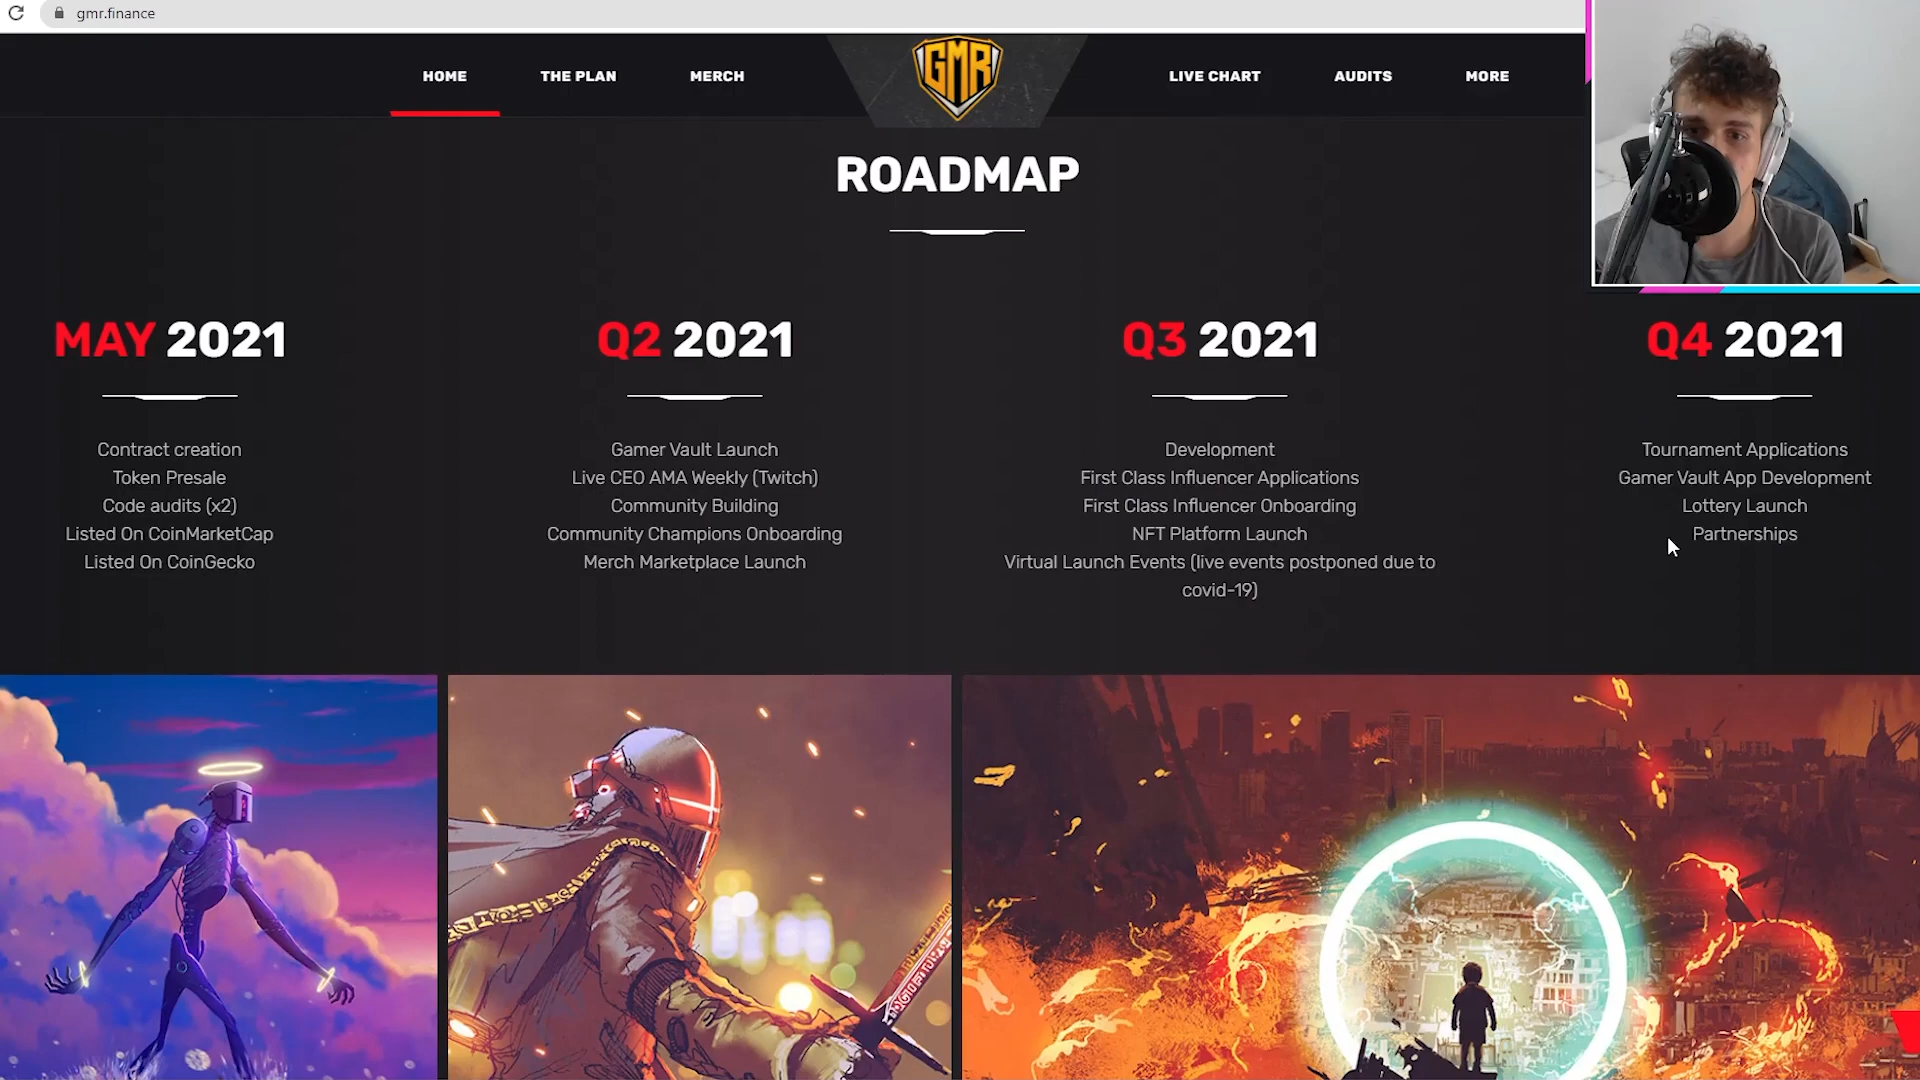 gmr.finance
HOME
THE PLAN
MERCH
GMR
LIVE CHART
AUDITS
MORE
ROADMAP
MAY 2021
Contract creation
Token Presale
Code audits (x2)
Listed On CoinMarketCap
Listed On CoinGecko
Q2 2021
Gamer Vault Launch
Live CEO AMA Weekly (Twitch)
Community Building
Community Champions Onboarding
Merch Marketplace Launch
Q3 2021
Development
First Class Influencer Applications
First Class Influencer Onboarding
NFT Platform Launch
Virtual Launch Events (live events postponed due to
covid-19)
Q4 2021
Tournament Applications
Gamer Vault App Development
Lottery Launch
Partnerships